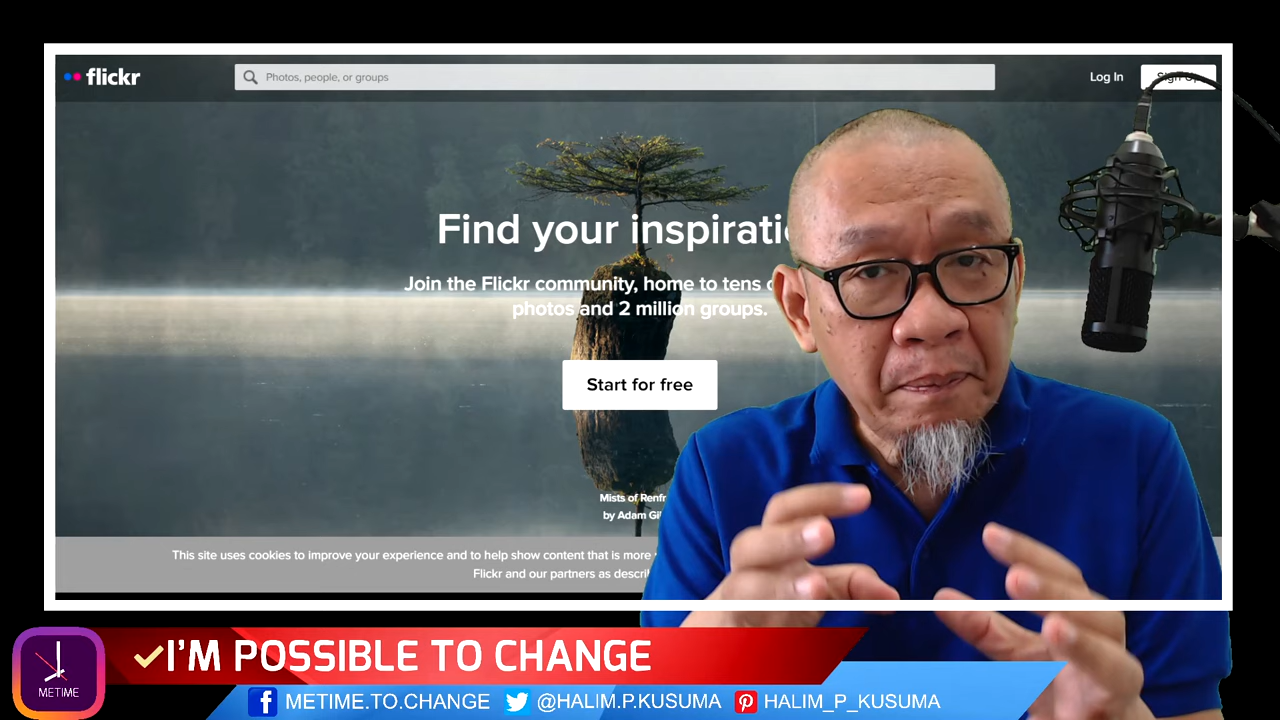 flickr
Photos, people, or groups
Log In
Sign Up
Find your inspiratio
Join the Flickr community, home to tens o
photos and 2 million groups.
Start for free
Mists of Renfr
by Adam Gi
This site uses cookies to improve your experience and to help show content that is more
Flickr and our partners as descri
I'M POSSIBLE TO CHANGE
METIME
METIME.TO.CHANGE
@HALIM.P.KUSUMA
HALIM_P_KUSUMA